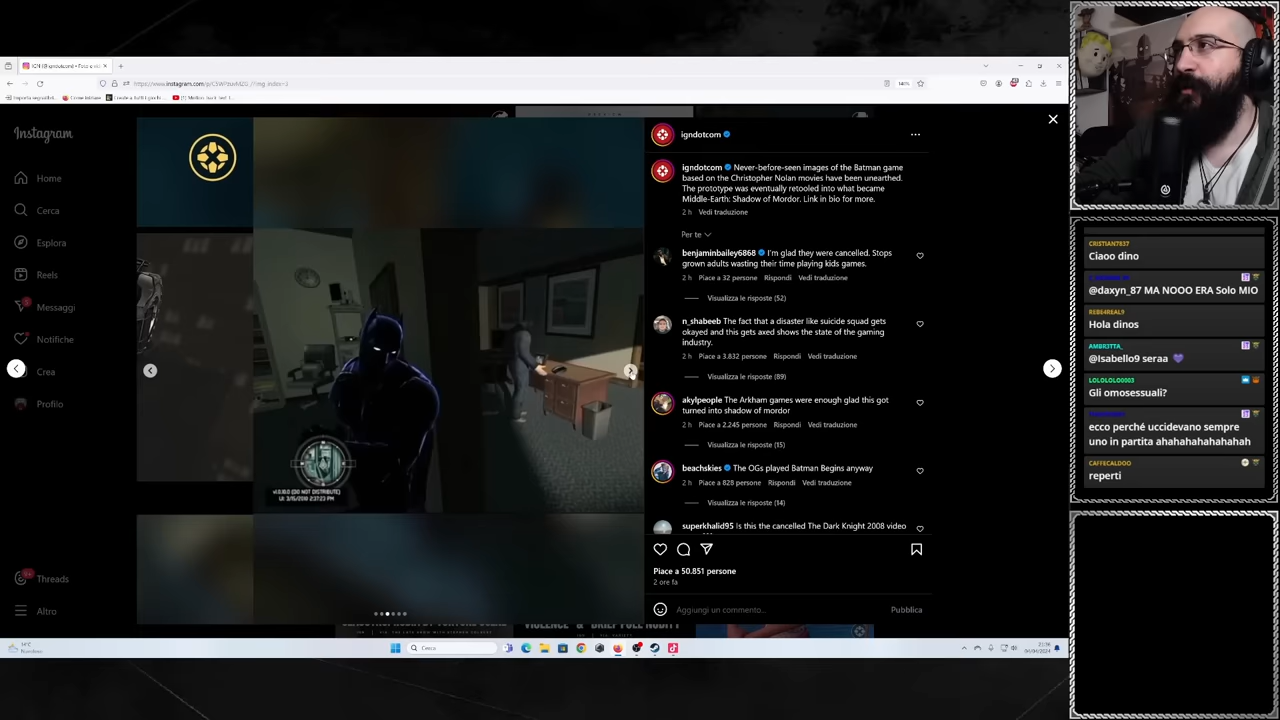 Instagram
Home
Cerca
Esplora
Reels
Messaggi
Notifiche
Crea
Profilo
Threads
Altro
igndotcom
igndotcom Never-before-seen images of the Batman game
based on the Christopher Nolan movies have been unearthed.
The prototype was eventually retooled into what became
Middle-Earth: Shadow of Mordor. Link in bio for more.
2 h Vedi traduzione
Per te
benjaminbailey6868 I'm glad they were cancelled. Stops
grown adults wasting their time playing kids games.
2 h Piace a 32 persone Rispondi Vedi traduzione
Visualizza le risposte (52)
n_shabeeb The fact that a disaster like suicide squad gets
okayed and this gets axed shows the state of the gaming
industry.
2 h Piace a 3.832 persone Rispondi Vedi traduzione
Visualizza le risposte (89)
akylpeople The Arkham games were enough glad this got
turned into shadow of mordor
2 h Piace a 2.245 persone Rispondi Vedi traduzione
Visualizza le risposte (15)
beachskies The OGs played Batman Begins anyway
2 h Piace a 828 persone Rispondi Vedi traduzione
Visualizza le risposte (14)
superkhalid95 Is this the cancelled The Dark Knight 2008 video
Piace a 50.851 persone
2 ore fa
Aggiungi un commento...
Pubblica
Cerca
CRISTIAN7837
Ciaoo dino
@daxyn_87 MA NOOO ERA Solo MIO
REB64REAL9
Hola dinos
AMBR3TTA_
@Isabello9 seraa 💜
LOLOLOLO0003
Gli omosessuali?
ecco perché uccidevano sempre
uno in partita ahahahahahahahah
CAFFECALDOO
reperti